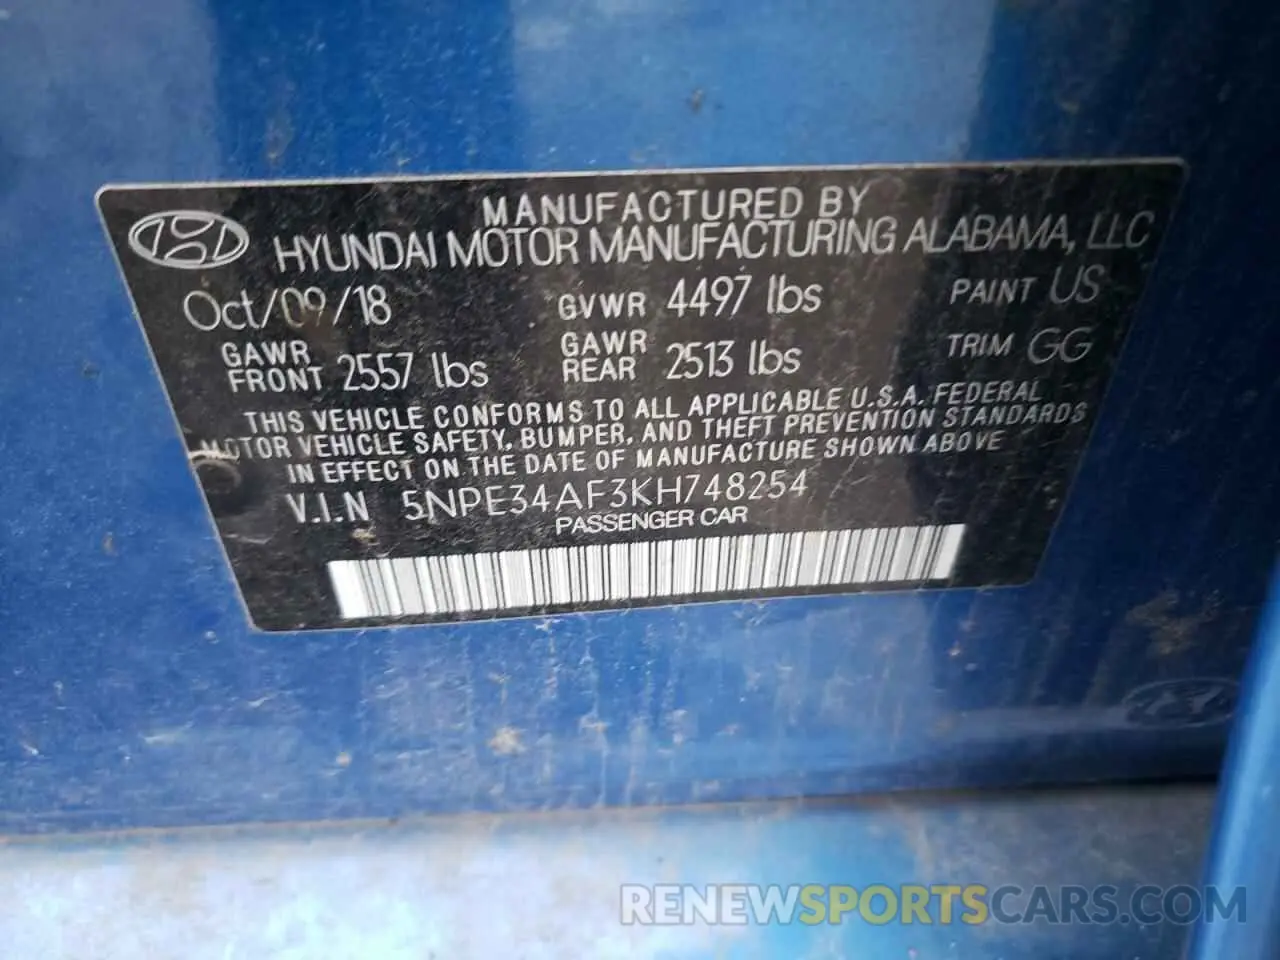 MANUFACTURED BY
HYUNDAI MOTOR MANUFACTURING ALABAMA, LLC
Oct/09/18 GVWR 4497 lbs PAINT US
GAWR FRONT 2557 lbs GAWR REAR 2513 lbs TRIM GG
THIS VEHICLE CONFORMS TO ALL APPLICABLE U.S.A. FEDERAL
MOTOR VEHICLE SAFETY, BUMPER, AND THEFT PREVENTION STANDARDS
IN EFFECT ON THE DATE OF MANUFACTURE SHOWN ABOVE
V.I.N 5NPE34AF3KH748254
PASSENGER CAR
RENEWSPORTSCARS.COM